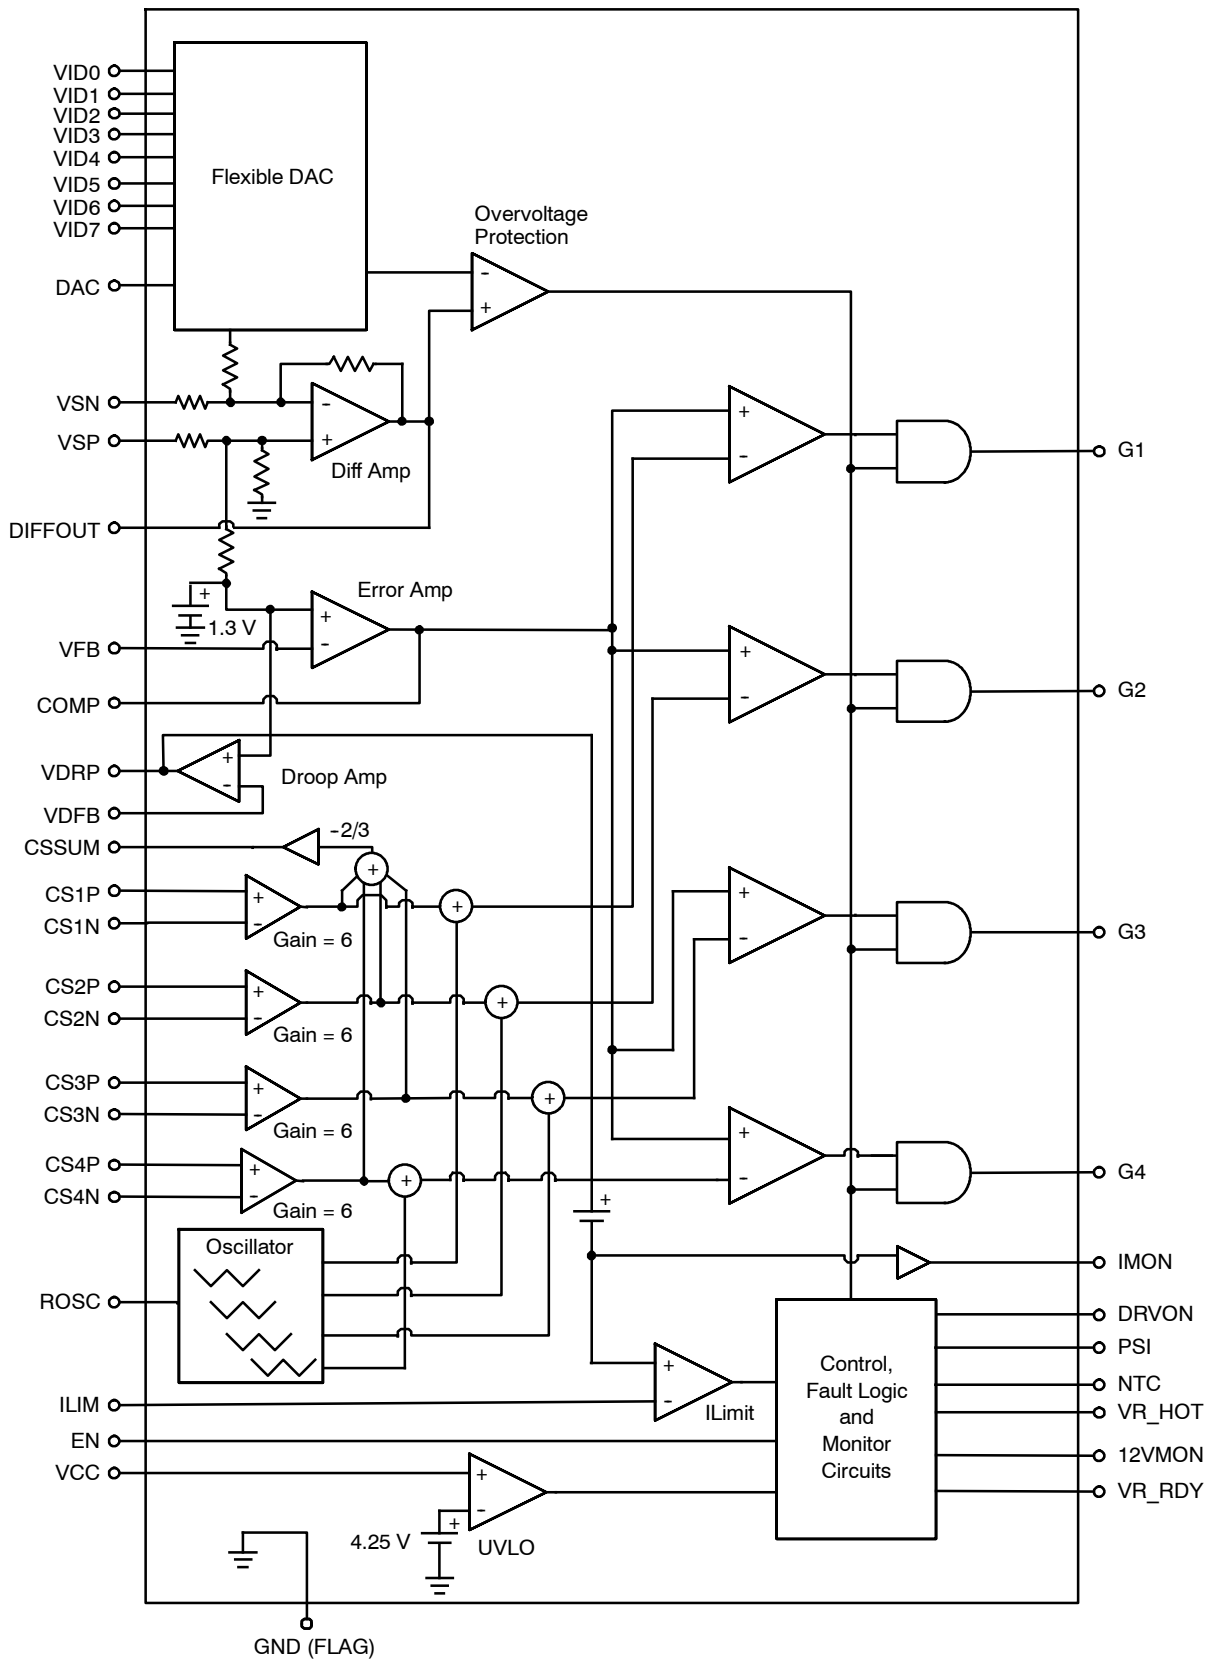 VID0
VID1
VID2
VID3
VID4
VID5
VID6
VID7
DAC
Flexible DAC
Overvoltage
Protection
-
+
VSN
VSP
-
+
Diff Amp
DIFFOUT
+
1.3 V
Error Amp
+
-
VFB
COMP
VDRP
VDFB
+
-
Droop Amp
CSSUM
-2/3
+
CS1P
CS1N
+
-
Gain = 6
+
CS2P
CS2N
+
-
Gain = 6
+
CS3P
CS3N
+
-
Gain = 6
+
CS4P
CS4N
+
-
Gain = 6
+
+
-
G1
+
-
G2
+
-
G3
+
-
G4
+
Oscillator
ROSC
IMON
ILIM
+
-
ILimit
EN
VCC
+
-
UVLO
+
4.25 V
Control,
Fault Logic
and
Monitor
Circuits
DRVON
PSI
NTC
VR_HOT
12VMON
VR_RDY
GND (FLAG)